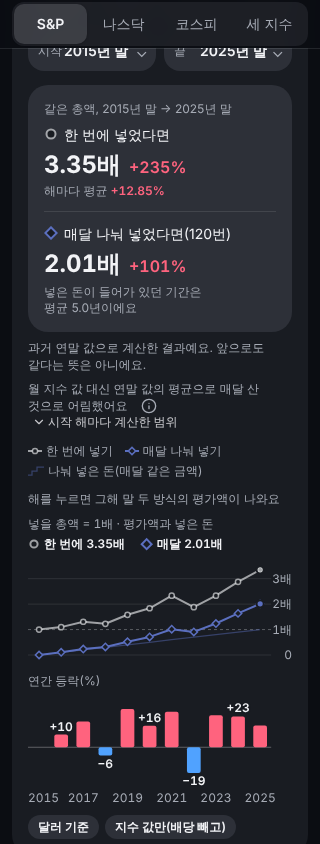 S&P 나스닥 코스피 세 지수
시작 2015년 말 끝 2025년 말
같은 총액, 2015년 말 → 2025년 말
한 번에 넣었다면
3.35배 +235%
해마다 평균 +12.85%
매달 나눠 넣었다면(120번)
2.01배 +101%
넣은 돈이 들어가 있던 기간은
평균 5.0년이에요
과거 연말 값으로 계산한 결과예요. 앞으로도
같다는 뜻은 아니에요.
월 지수 값 대신 연말 값의 평균으로 매달 산
것으로 어림했어요
시작 해마다 계산한 범위
한 번에 넣기 매달 나눠 넣기
나눠 넣은 돈(매달 같은 금액)
해를 누르면 그해 말 두 방식의 평가액이 나와요
넣을 총액 = 1배 · 평가액과 넣은 돈
한 번에 3.35배 매달 2.01배
3배
2배
1배
0
연간 등락(%)
+10 −6 +16 −19 +23
2015 2017 2019 2021 2023 2025
달러 기준 지수 값만(배당 빼고)